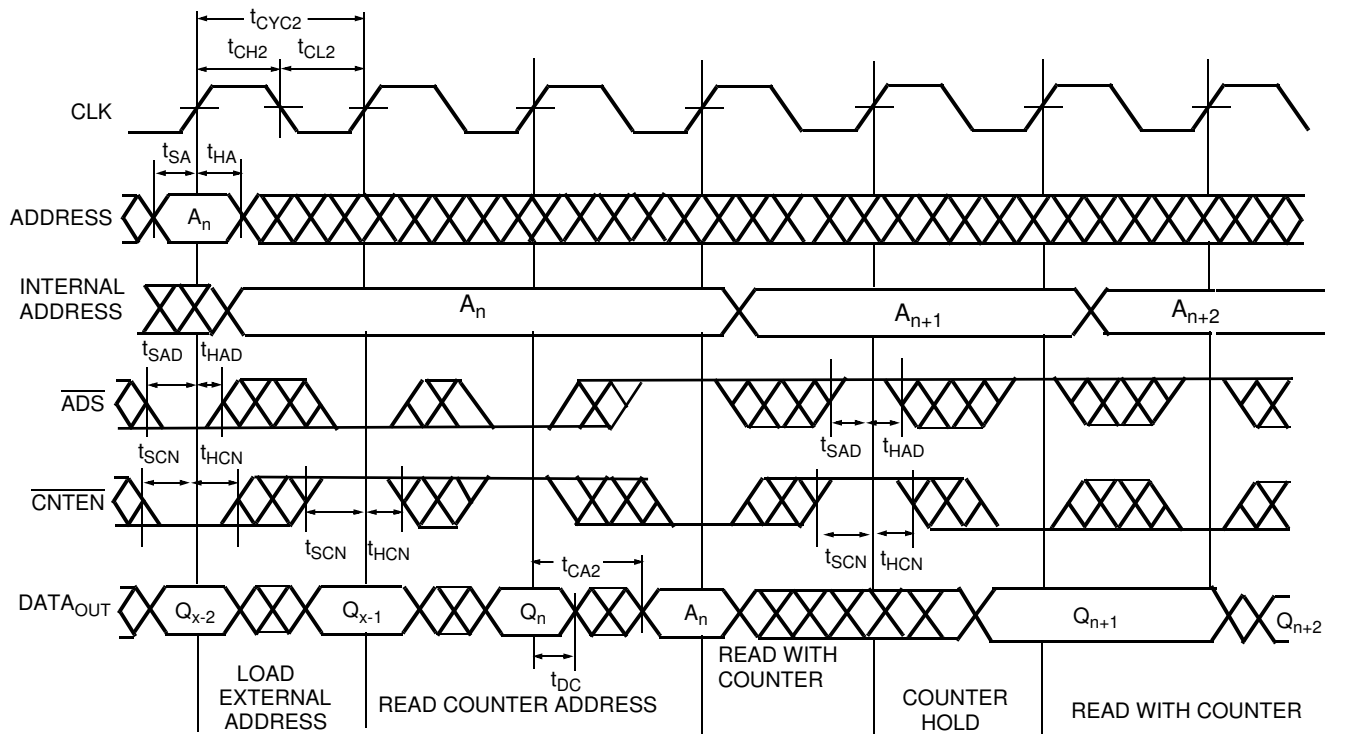 tCYC2
tCH2 tCL2
CLK
tSA tHA
ADDRESS An
INTERNAL
ADDRESS
An An+1 An+2
tSAD tHAD
ADS
tSAD tHAD
tSCN tHCN
CNTEN
tSCN tHCN tSCN tHCN
tCA2
DATAOUT Qx-2 Qx-1 Qn An Qn+1 Qn+2
tDC
LOAD
EXTERNAL
ADDRESS
READ COUNTER ADDRESS
READ WITH
COUNTER
COUNTER
HOLD
READ WITH COUNTER